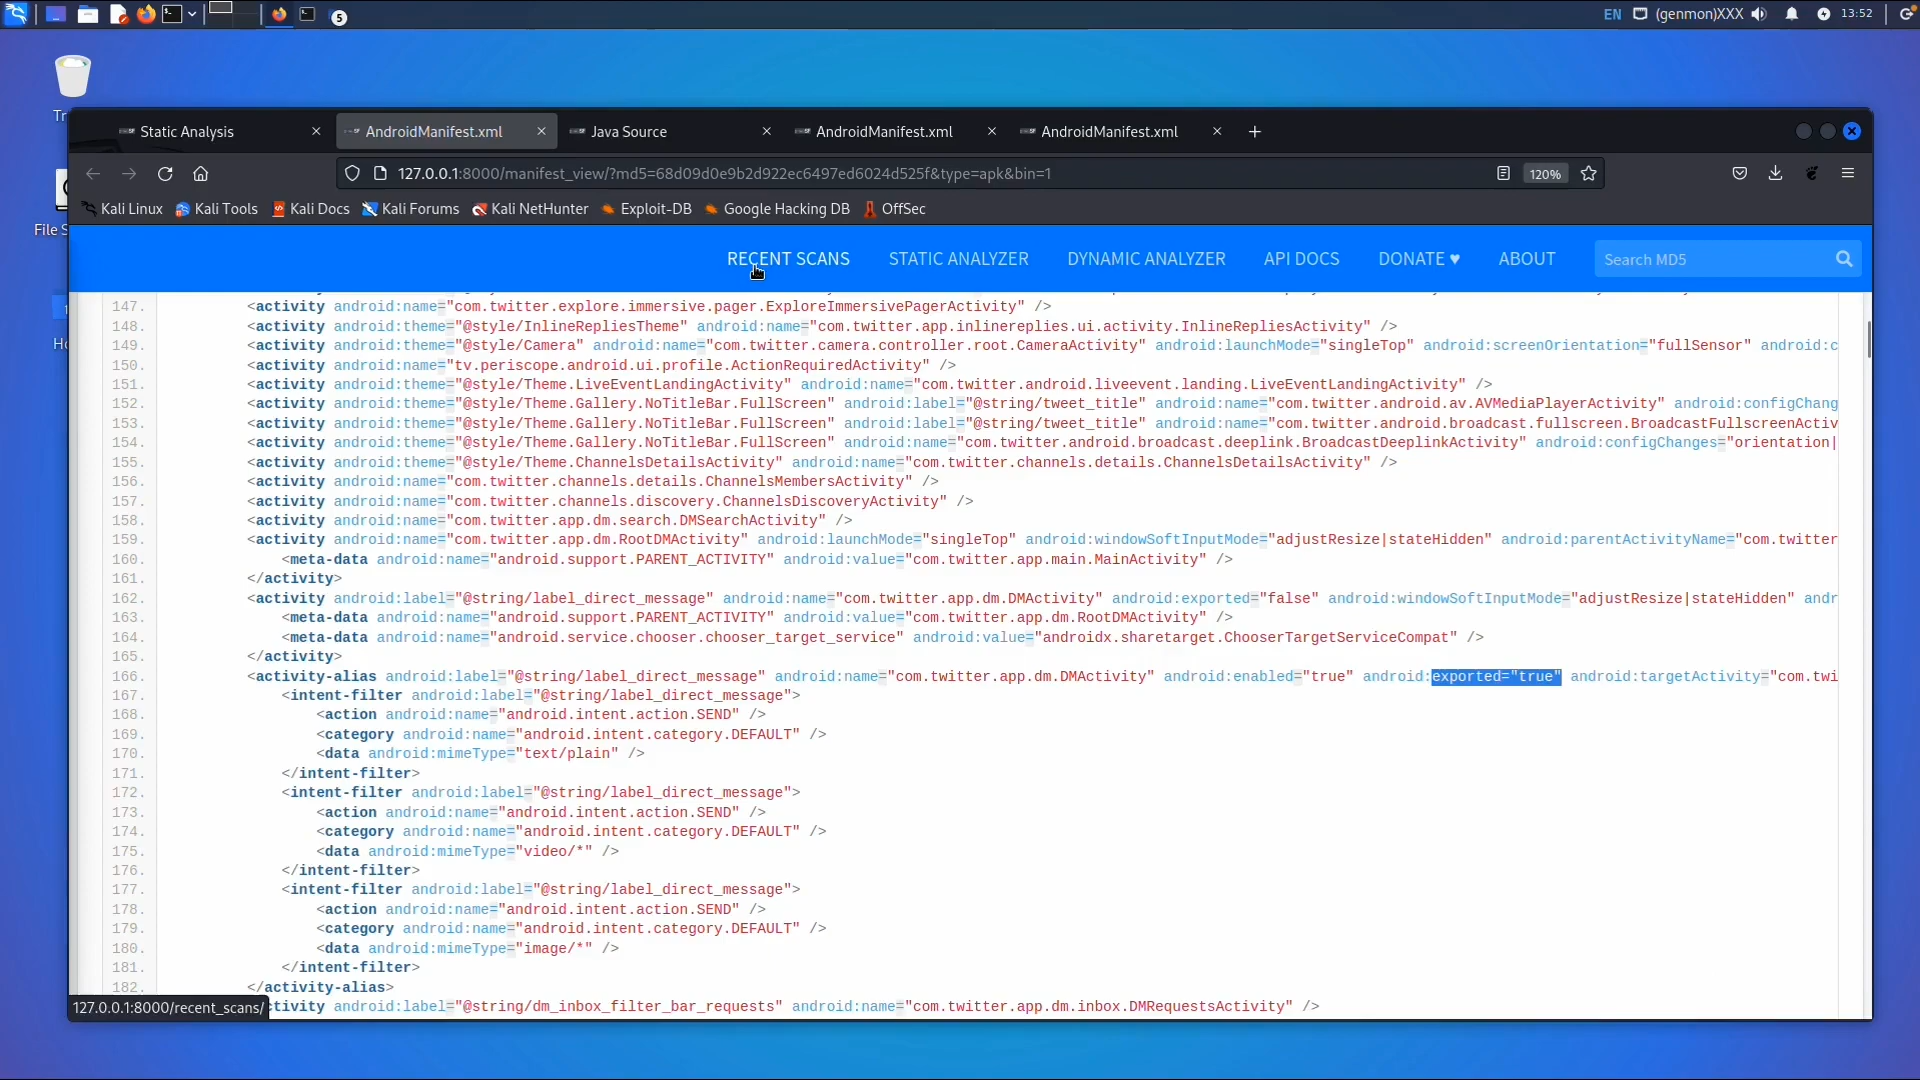 5
EN (genmon)XXX 13:52
Tr
File S
Ho
Static Analysis
AndroidManifest.xml
Java Source
AndroidManifest.xml
AndroidManifest.xml
127.0.0.1:8000/manifest_view/?md5=68d09d0e9b2d922ec6497ed6024d525f&type=apk&bin=1
120%
Kali Linux Kali Tools Kali Docs Kali Forums Kali NetHunter Exploit-DB Google Hacking DB OffSec
RECENT SCANS STATIC ANALYZER DYNAMIC ANALYZER API DOCS DONATE ♥ ABOUT Search MD5
147. <activity android:name="com.twitter.explore.immersive.pager.ExploreImmersivePagerActivity" />
148. <activity android:theme="@style/InlineRepliesTheme" android:name="com.twitter.app.inlinereplies.ui.activity.InlineRepliesActivity" />
149. <activity android:theme="@style/Camera" android:name="com.twitter.camera.controller.root.CameraActivity" android:launchMode="singleTop" android:screenOrientation="fullSensor" android:c
150. <activity android:name="tv.periscope.android.ui.profile.ActionRequiredActivity" />
151. <activity android:theme="@style/Theme.LiveEventLandingActivity" android:name="com.twitter.android.liveevent.landing.LiveEventLandingActivity" />
152. <activity android:theme="@style/Theme.Gallery.NoTitleBar.FullScreen" android:label="@string/tweet_title" android:name="com.twitter.android.av.AVMediaPlayerActivity" android:configChang
153. <activity android:theme="@style/Theme.Gallery.NoTitleBar.FullScreen" android:label="@string/tweet_title" android:name="com.twitter.android.broadcast.fullscreen.BroadcastFullscreenActiv
154. <activity android:theme="@style/Theme.Gallery.NoTitleBar.FullScreen" android:name="com.twitter.android.broadcast.deeplink.BroadcastDeeplinkActivity" android:configChanges="orientation|
155. <activity android:theme="@style/Theme.ChannelsDetailsActivity" android:name="com.twitter.channels.details.ChannelsDetailsActivity" />
156. <activity android:name="com.twitter.channels.details.ChannelsMembersActivity" />
157. <activity android:name="com.twitter.channels.discovery.ChannelsDiscoveryActivity" />
158. <activity android:name="com.twitter.app.dm.search.DMSearchActivity" />
159. <activity android:name="com.twitter.app.dm.RootDMActivity" android:launchMode="singleTop" android:windowSoftInputMode="adjustResize|stateHidden" android:parentActivityName="com.twitter
160. <meta-data android:name="android.support.PARENT_ACTIVITY" android:value="com.twitter.app.main.MainActivity" />
161. </activity>
162. <activity android:label="@string/label_direct_message" android:name="com.twitter.app.dm.DMActivity" android:exported="false" android:windowSoftInputMode="adjustResize|stateHidden" andr
163. <meta-data android:name="android.support.PARENT_ACTIVITY" android:value="com.twitter.app.dm.RootDMActivity" />
164. <meta-data android:name="android.service.chooser.chooser_target_service" android:value="androidx.sharetarget.ChooserTargetServiceCompat" />
165. </activity>
166. <activity-alias android:label="@string/label_direct_message" android:name="com.twitter.app.dm.DMActivity" android:enabled="true" android:exported="true" android:targetActivity="com.twi
167. <intent-filter android:label="@string/label_direct_message">
168. <action android:name="android.intent.action.SEND" />
169. <category android:name="android.intent.category.DEFAULT" />
170. <data android:mimeType="text/plain" />
171. </intent-filter>
172. <intent-filter android:label="@string/label_direct_message">
173. <action android:name="android.intent.action.SEND" />
174. <category android:name="android.intent.category.DEFAULT" />
175. <data android:mimeType="video/*" />
176. </intent-filter>
177. <intent-filter android:label="@string/label_direct_message">
178. <action android:name="android.intent.action.SEND" />
179. <category android:name="android.intent.category.DEFAULT" />
180. <data android:mimeType="image/*" />
181. </intent-filter>
182. </activity-alias>
ctivity android:label="@string/dm_inbox_filter_bar_requests" android:name="com.twitter.app.dm.inbox.DMRequestsActivity" />
127.0.0.1:8000/recent_scans/